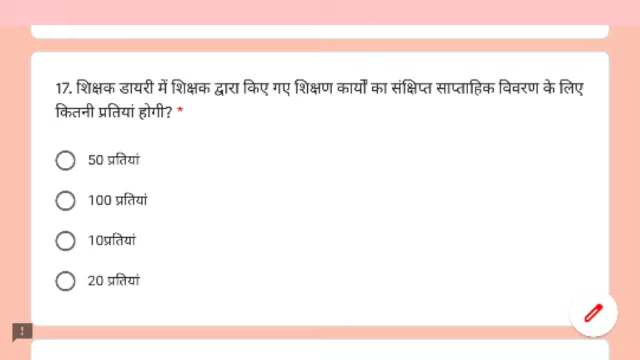 17. शिक्षक डायरी में शिक्षक द्वारा किए गए शिक्षण कार्यों का संक्षिप्त साप्ताहिक विवरण के लिए
कितनी प्रतियां होगी? *
50 प्रतियां
100 प्रतियां
10प्रतियां
20 प्रतियां